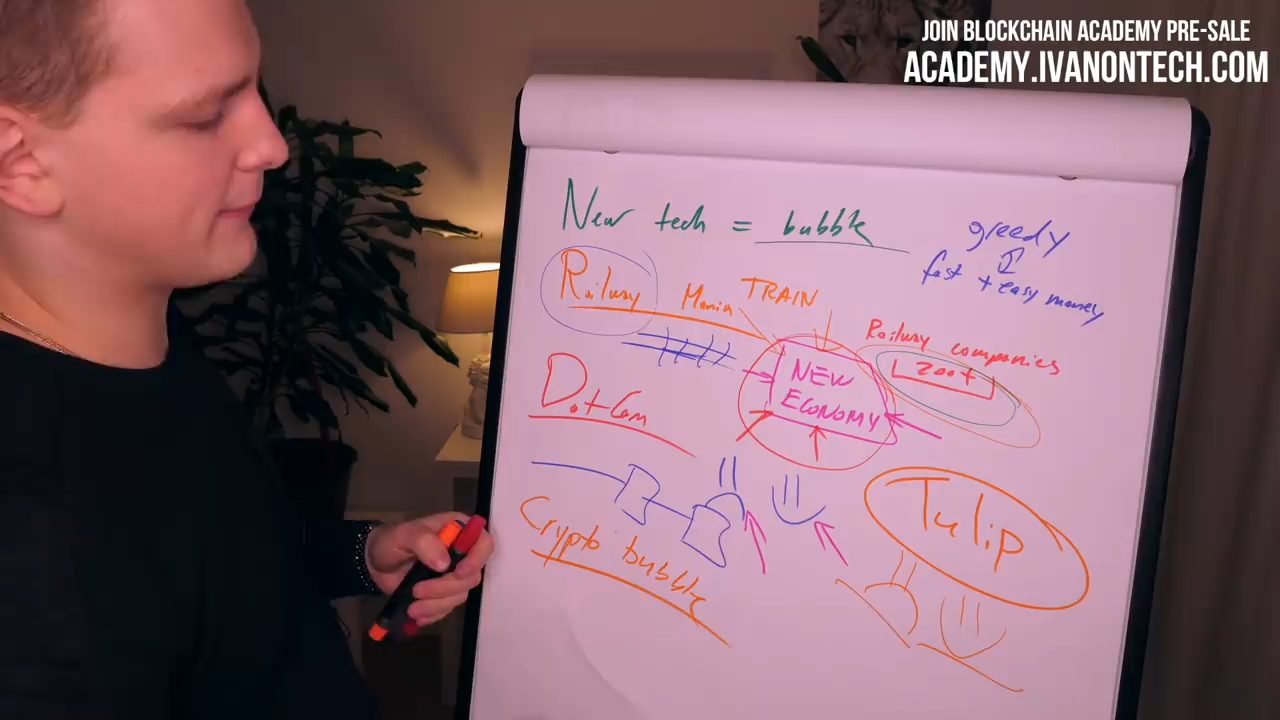 JOIN BLOCKCHAIN ACADEMY PRE-SALE
ACADEMY.IVANONTECH.COM
New tech = bubble
greedy
fast + easy money
Railway Mania TRAIN
Railway companies
200+
NEW
ECONOMY
DotCom
Tulip
Crypto bubble